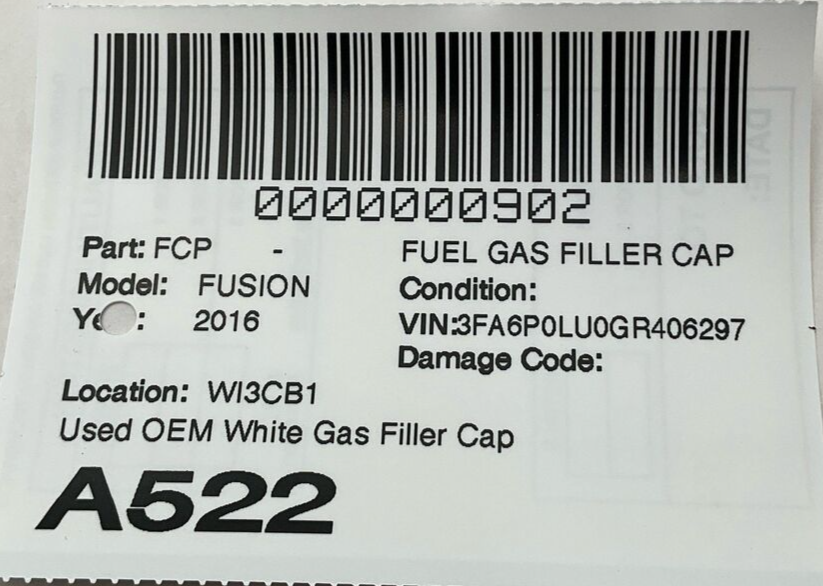 0000000902
Part: FCP - FUEL GAS FILLER CAP
Model: FUSION Condition:
2016 VIN:3FA6P0LU0GR406297
Damage Code:
Location: WI3CB1
Used OEM White Gas Filler Cap
A522